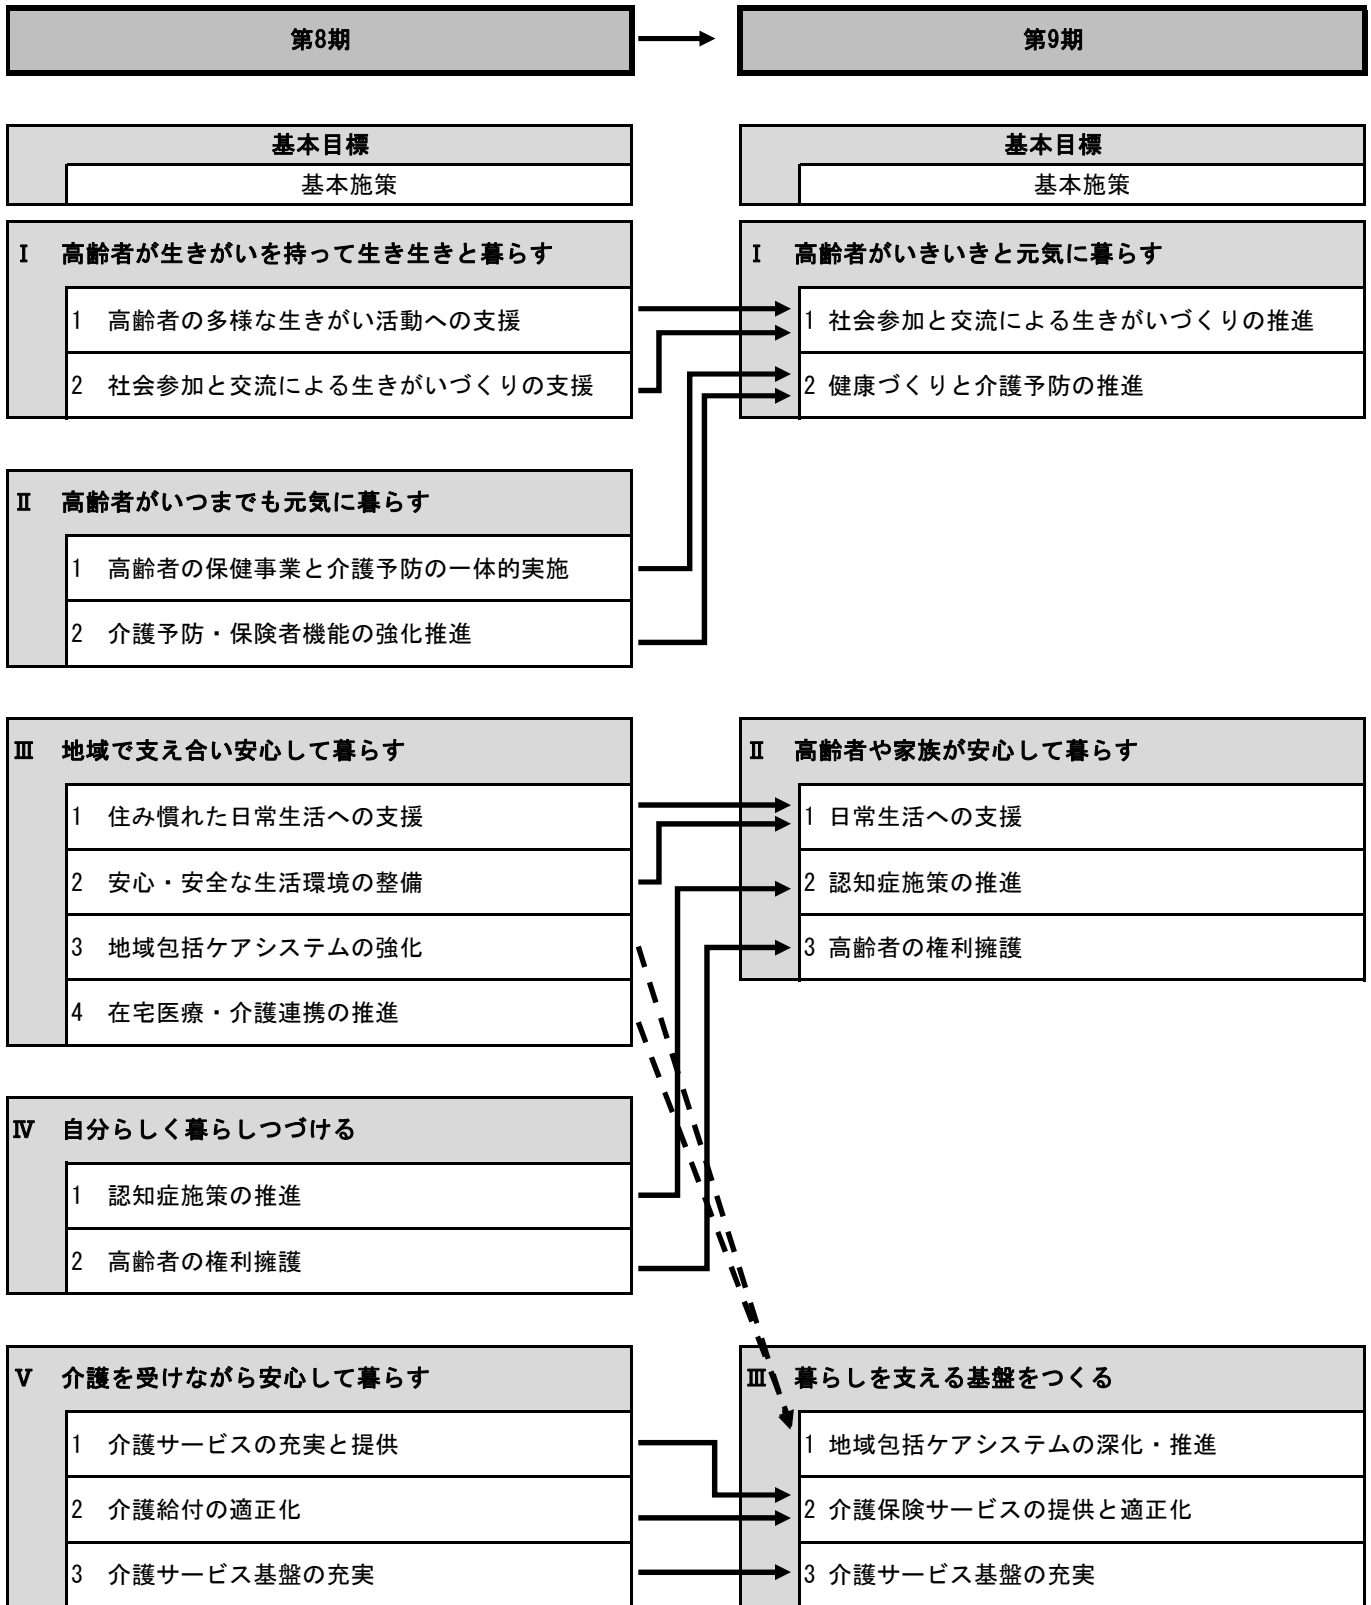 第8期
第9期
基本目標
基本施策
基本目標
基本施策
Ⅰ 高齢者が生きがいを持って生き生きと暮らす
1 高齢者の多様な生きがい活動への支援
2 社会参加と交流による生きがいづくりの支援
Ⅰ 高齢者がいきいきと元気に暮らす
1 社会参加と交流による生きがいづくりの推進
2 健康づくりと介護予防の推進
Ⅱ 高齢者がいつまでも元気に暮らす
1 高齢者の保健事業と介護予防の一体的実施
2 介護予防・保険者機能の強化推進
Ⅲ 地域で支え合い安心して暮らす
1 住み慣れた日常生活への支援
2 安心・安全な生活環境の整備
3 地域包括ケアシステムの強化
4 在宅医療・介護連携の推進
Ⅱ 高齢者や家族が安心して暮らす
1 日常生活への支援
2 認知症施策の推進
3 高齢者の権利擁護
Ⅳ 自分らしく暮らしつづける
1 認知症施策の推進
2 高齢者の権利擁護
Ⅴ 介護を受けながら安心して暮らす
1 介護サービスの充実と提供
2 介護給付の適正化
3 介護サービス基盤の充実
Ⅲ 暮らしを支える基盤をつくる
1 地域包括ケアシステムの深化・推進
2 介護保険サービスの提供と適正化
3 介護サービス基盤の充実